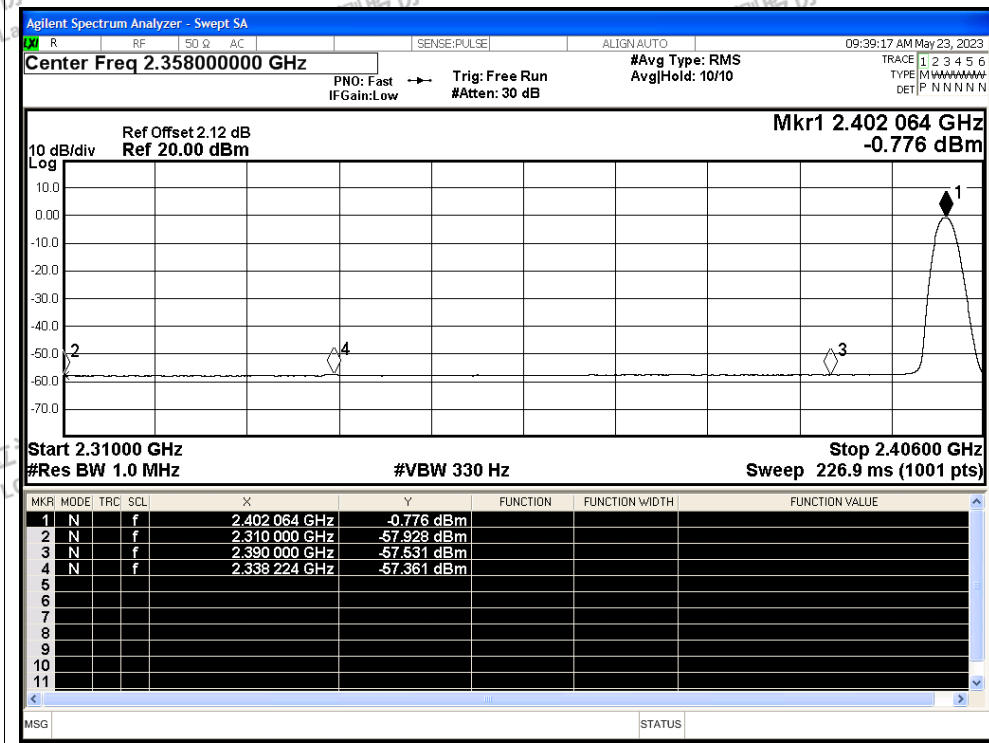 Agilent Spectrum Analyzer - Swept SA
LXI R RF 50 Ω AC SENSE:PULSE ALIGN AUTO 09:39:17 AM May 23, 2023
Center Freq 2.358000000 GHz
PNO: Fast
IFGain:Low
Trig: Free Run
#Atten: 30 dB
#Avg Type: RMS
Avg|Hold: 10/10
TRACE 1 2 3 4 5 6
TYPE M
DET P N N N N N
Mkr1 2.402 064 GHz
-0.776 dBm
Ref Offset 2.12 dB
10 dB/div Ref 20.00 dBm
Log
10.0
0.00
-10.0
-20.0
-30.0
-40.0
-50.0
-60.0
-70.0
1
2
4
3
Start 2.31000 GHz Stop 2.40600 GHz
#Res BW 1.0 MHz #VBW 330 Hz Sweep 226.9 ms (1001 pts)
MKR MODE TRC SCL X Y FUNCTION FUNCTION WIDTH FUNCTION VALUE
1 N f 2.402 064 GHz -0.776 dBm
2 N f 2.310 000 GHz -57.928 dBm
3 N f 2.390 000 GHz -57.531 dBm
4 N f 2.338 224 GHz -57.361 dBm
5
6
7
8
9
10
11
MSG STATUS